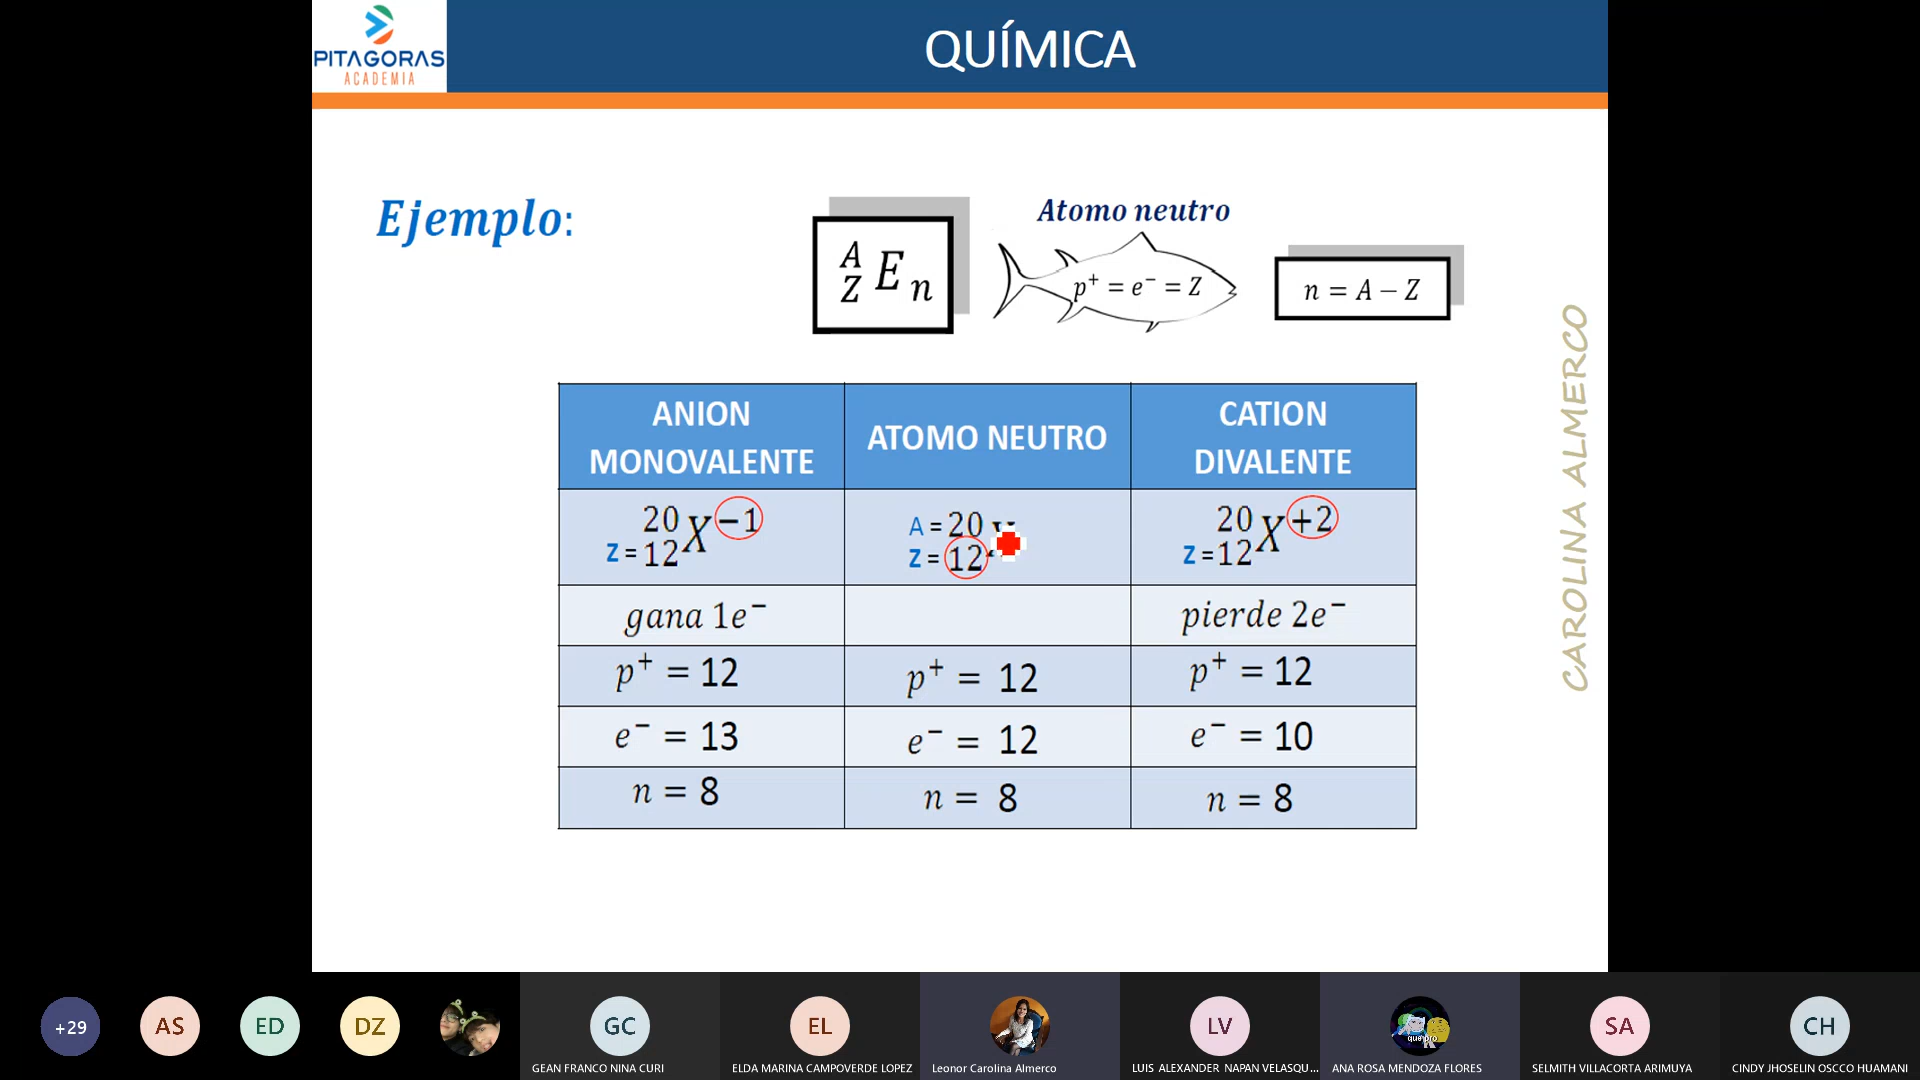 PITAGORAS
ACADEMIA
QUÍMICA
Ejemplo:
A
Z E n
Atomo neutro
p⁺ = e⁻ = Z
n = A − Z
CAROLINA ALMERCO
ANION MONOVALENTE
ATOMO NEUTRO
CATION DIVALENTE
20
Z = 12 X −1
A = 20
Z = 12
20
Z = 12 X +2
gana 1e⁻
pierde 2e⁻
p⁺ = 12
p⁺ = 12
p⁺ = 12
e⁻ = 13
e⁻ = 12
e⁻ = 10
n = 8
n = 8
n = 8
+29
AS
ED
DZ
GC
GEAN FRANCO NINA CURI
EL
ELDA MARINA CAMPOVERDE LOPEZ
Leonor Carolina Almerco
LV
LUIS ALEXANDER NAPAN VELASQU...
que pro
ANA ROSA MENDOZA FLORES
SA
SELMITH VILLACORTA ARIMUYA
CH
CINDY JHOSELIN OSCCO HUAMANI